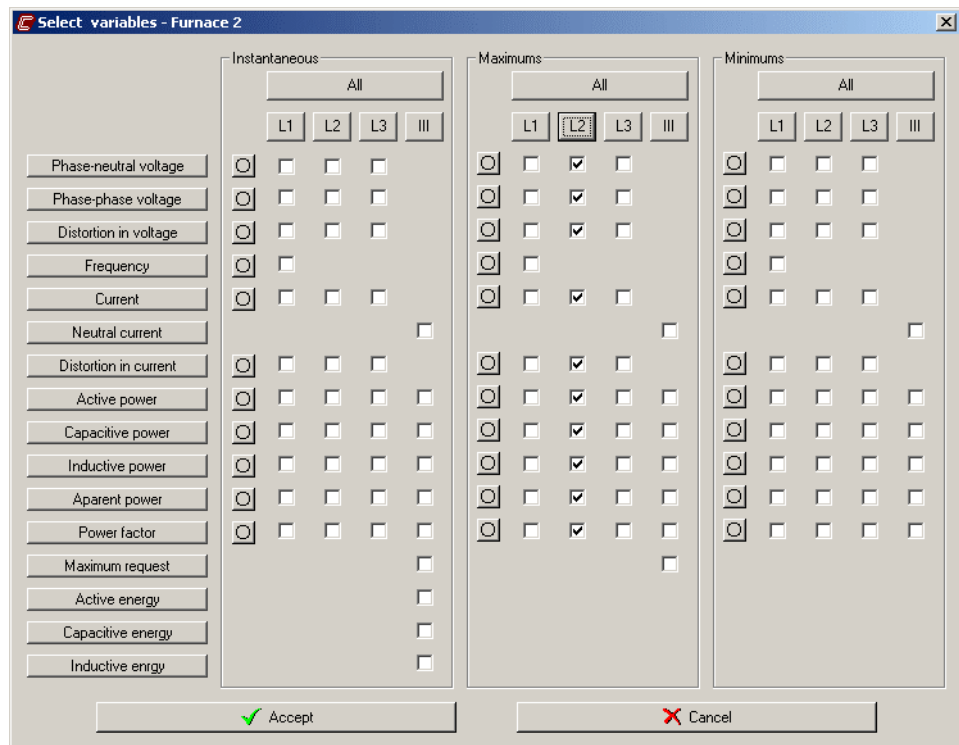 Select variables - Furnace 2
Instantaneous Maximums Minimums
All All All
L1 L2 L3 III L1 L2 L3 III L1 L2 L3 III
Phase-neutral voltage
Phase-phase voltage
Distortion in voltage
Frequency
Current
Neutral current
Distortion in current
Active power
Capacitive power
Inductive power
Aparent power
Power factor
Maximum request
Active energy
Capacitive energy
Inductive enrgy
Accept Cancel